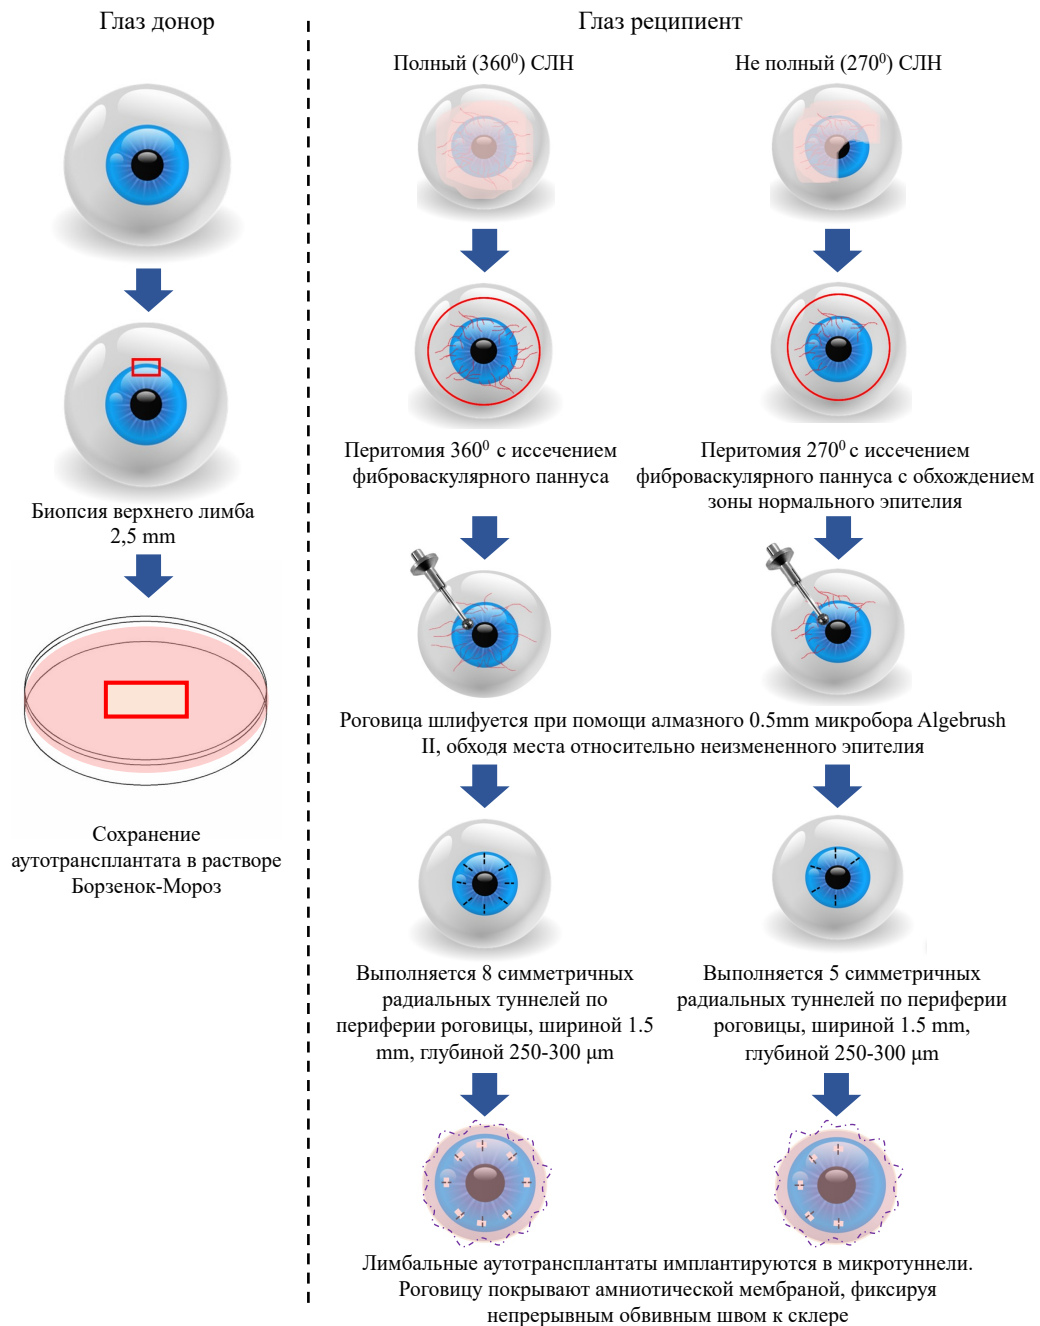 Глаз донор
Биопсия верхнего лимба
2,5 mm
Сохранение
аутотрансплантата в растворе
Борзенок-Мороз
Глаз реципиент
Полный (360⁰) СЛН
Не полный (270⁰) СЛН
Перитомия 360⁰ с иссечением
фиброваскулярного паннуса
Перитомия 270⁰ с иссечением
фиброваскулярного паннуса с обхождением
зоны нормального эпителия
Роговица шлифуется при помощи алмазного 0.5mm микробора Algebrush
II, обходя места относительно неизмененного эпителия
Выполняется 8 симметричных
радиальных туннелей по
периферии роговицы, шириной 1.5
mm, глубиной 250-300 μm
Выполняется 5 симметричных
радиальных туннелей по периферии
роговицы, шириной 1.5 mm,
глубиной 250-300 μm
Лимбальные аутотрансплантаты имплантируются в микротуннели.
Роговицу покрывают амниотической мембраной, фиксируя
непрерывным обвивным швом к склере